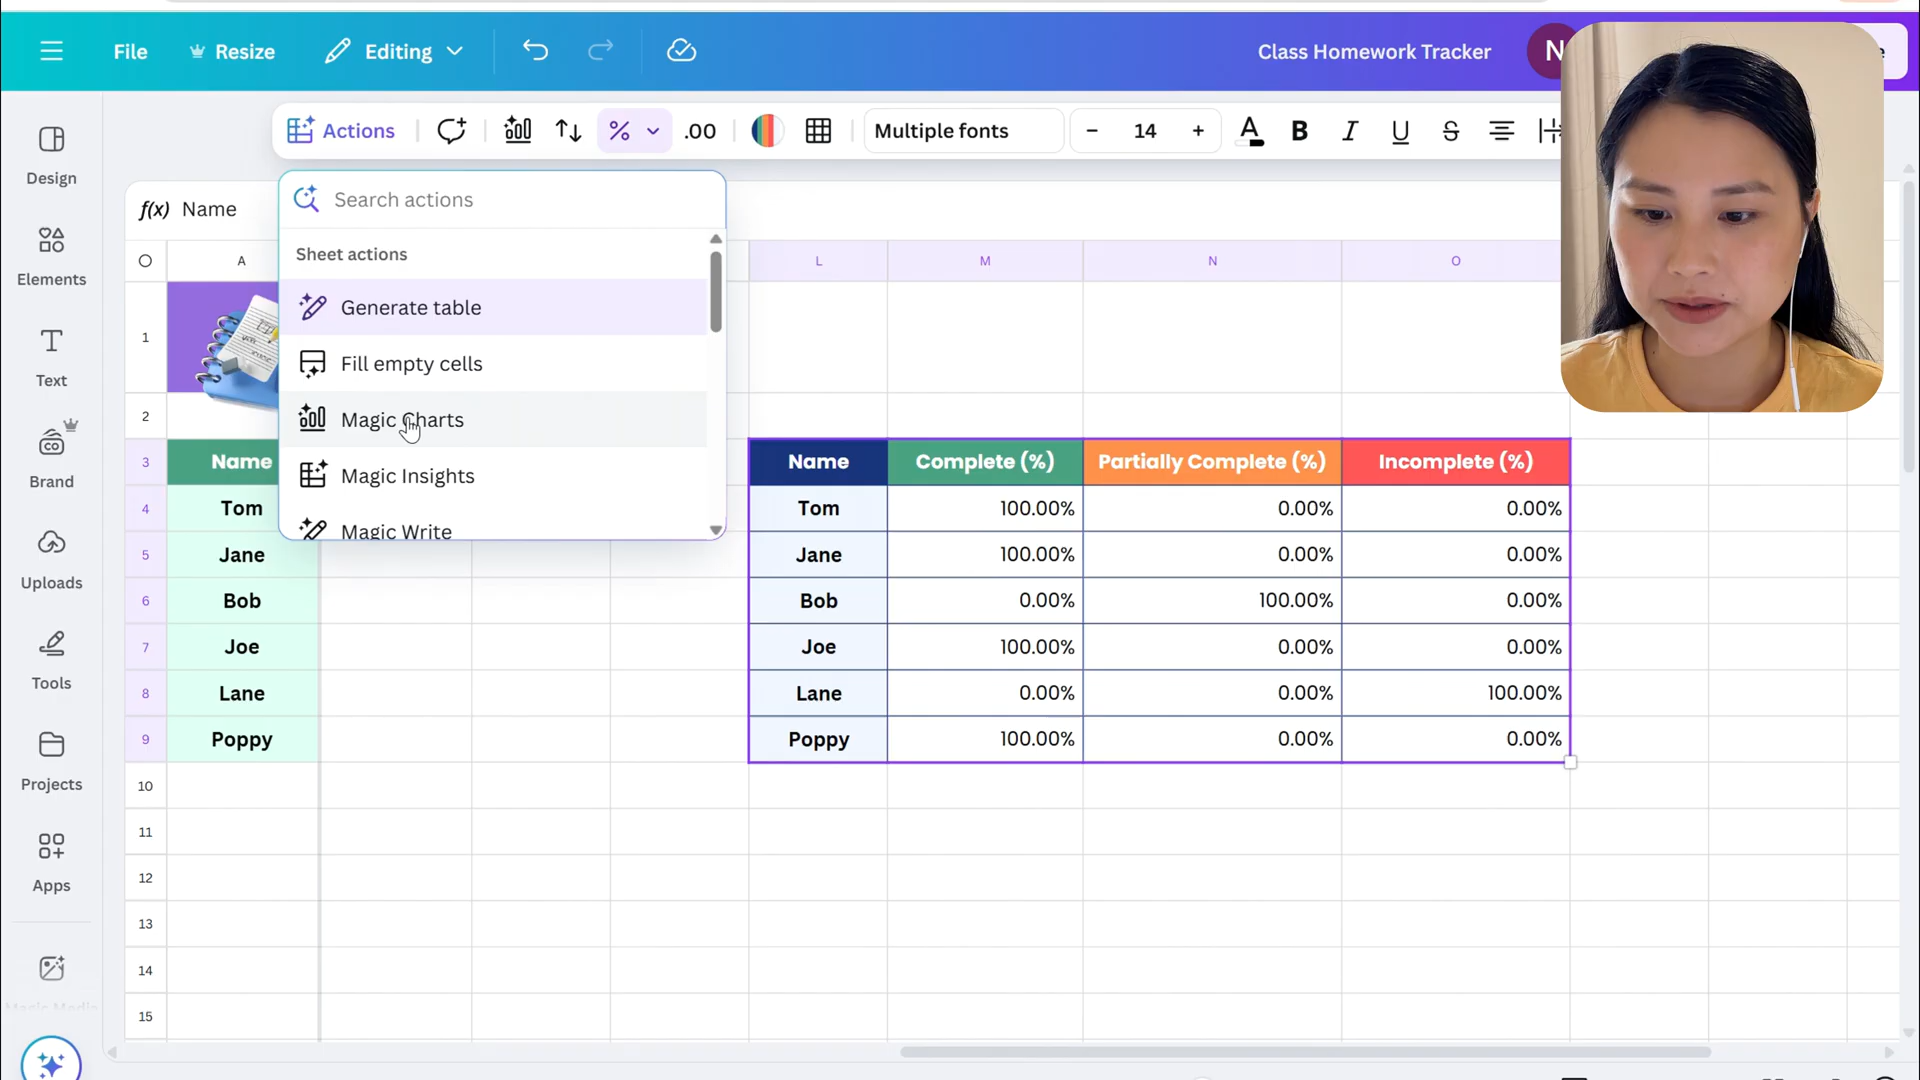 File Resize Editing Class Homework Tracker N
Actions % .00 Multiple fonts – 14 + A B I U S
f(x) Name
Search actions
Sheet actions
Generate table
Fill empty cells
Magic Charts
Magic Insights
Magic Write
Design
Elements
Text
Brand
Uploads
Tools
Projects
Apps
A L M N O
1
2
3 Name Name Complete (%) Partially Complete (%) Incomplete (%)
4 Tom Tom 100.00% 0.00% 0.00%
5 Jane Jane 100.00% 0.00% 0.00%
6 Bob Bob 0.00% 100.00% 0.00%
7 Joe Joe 100.00% 0.00% 0.00%
8 Lane Lane 0.00% 0.00% 100.00%
9 Poppy Poppy 100.00% 0.00% 0.00%
10
11
12
13
14
15